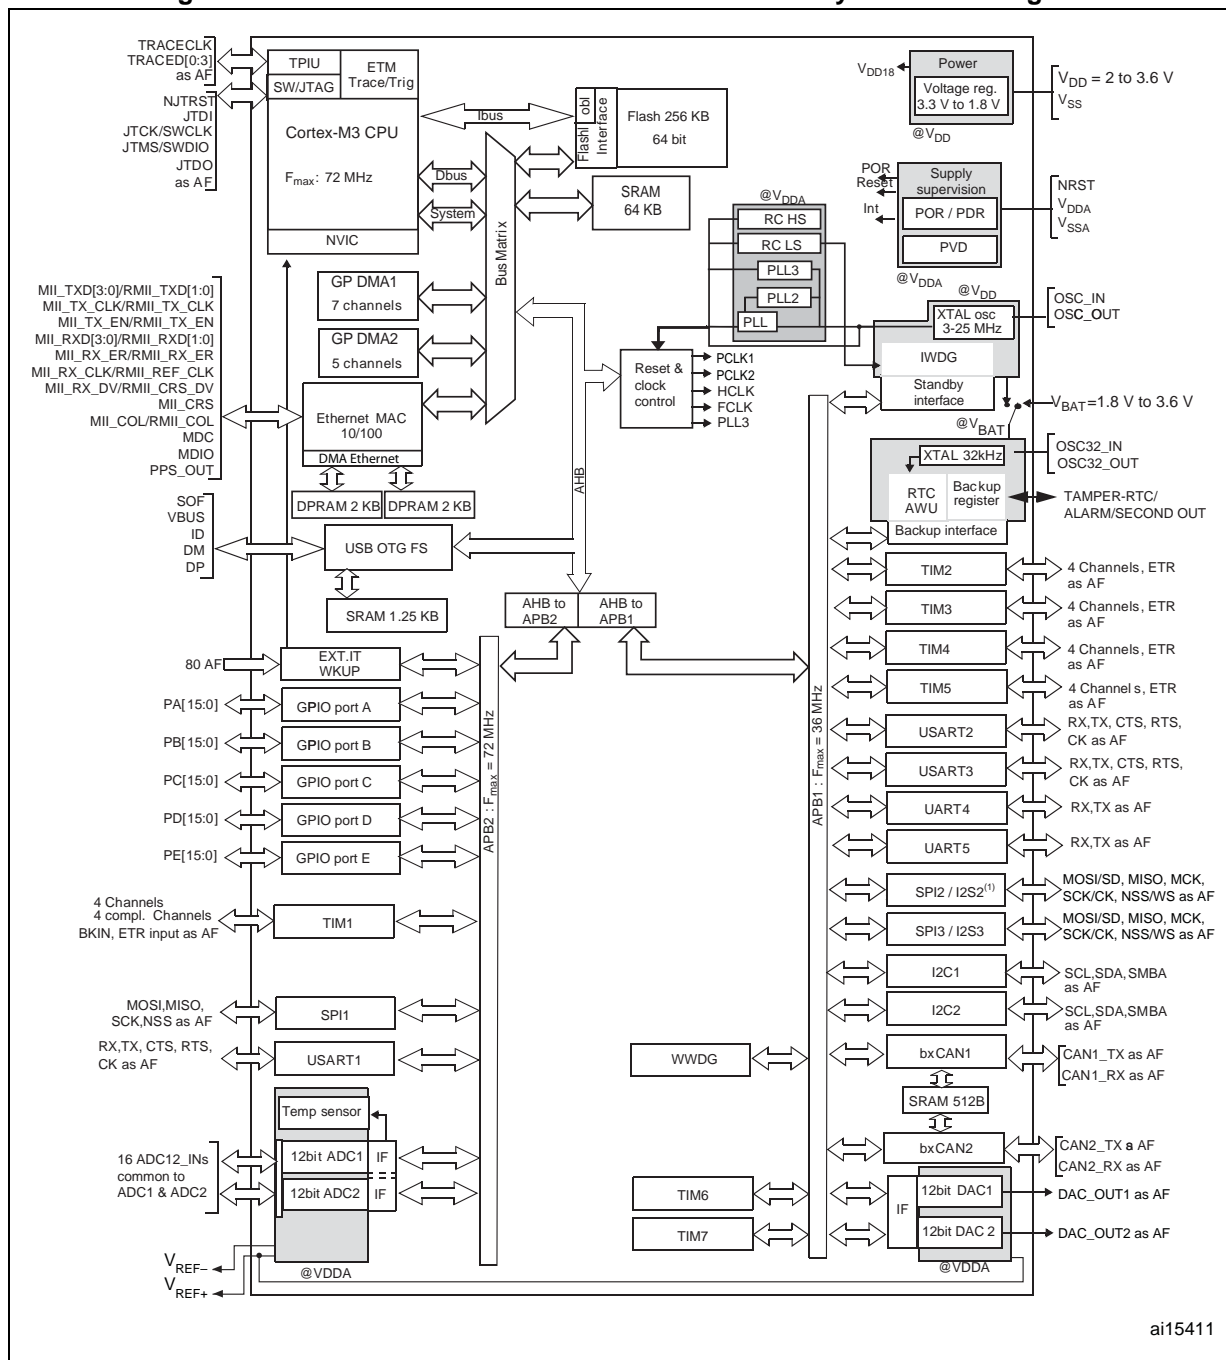 TRACECLK
TRACED[0:3]
as AF
NJTRST
JTDI
JTCK/SWCLK
JTMS/SWDIO
JTDO
as AF
TPIU
SW/JTAG
ETM
Trace/Trig
Cortex-M3 CPU
Fmax: 72 MHz
NVIC
Ibus
Dbus
System
Bus Matrix
Flashl obl
Interface
Flash 256 KB
64 bit
SRAM
64 KB
VDD18
Power
Voltage reg.
3.3 V to 1.8 V
@VDD
VDD = 2 to 3.6 V
VSS
POR
Reset
Int
Supply
supervision
POR / PDR
PVD
@VDDA
NRST
VDDA
VSSA
@VDDA
RC HS
RC LS
PLL3
PLL2
PLL
@VDD
XTAL osc
3-25 MHz
IWDG
Standby
interface
OSC_IN
OSC_OUT
VBAT=1.8 V to 3.6 V
@VBAT
GP DMA1
7 channels
GP DMA2
5 channels
MII_TXD[3:0]/RMII_TXD[1:0]
MII_TX_CLK/RMII_TX_CLK
MII_TX_EN/RMII_TX_EN
MII_RXD[3:0]/RMII_RXD[1:0]
MII_RX_ER/RMII_RX_ER
MII_RX_CLK/RMII_REF_CLK
MII_RX_DV/RMII_CRS_DV
MII_CRS
MII_COL/RMII_COL
MDC
MDIO
PPS_OUT
Ethernet MAC
10/100
DMA Ethernet
DPRAM 2 KB
DPRAM 2 KB
Reset &
clock
control
PCLK1
PCLK2
HCLK
FCLK
PLL3
XTAL 32kHz
RTC
AWU
Backup
register
Backup interface
OSC32_IN
OSC32_OUT
TAMPER-RTC/
ALARM/SECOND OUT
SOF
VBUS
ID
DM
DP
USB OTG FS
SRAM 1.25 KB
AHB
AHB to
APB2
AHB to
APB1
80 AF
EXT.IT
WKUP
PA[15:0]
GPIO port A
PB[15:0]
GPIO port B
PC[15:0]
GPIO port C
PD[15:0]
GPIO port D
PE[15:0]
GPIO port E
4 Channels
4 compl. Channels
BKIN, ETR input as AF
TIM1
MOSI,MISO,
SCK,NSS as AF
SPI1
RX,TX, CTS, RTS,
CK as AF
USART1
Temp sensor
16 ADC12_INs
common to
ADC1 & ADC2
12bit ADC1
IF
12bit ADC2
IF
VREF–
VREF+
@VDDA
APB2 : Fmax = 72 MHz
APB1 : Fmax = 36 MHz
WWDG
TIM6
TIM7
TIM2
4 Channels, ETR
as AF
TIM3
4 Channels, ETR
as AF
TIM4
4 Channels, ETR
as AF
TIM5
4 Channels, ETR
as AF
USART2
RX,TX, CTS, RTS,
CK as AF
USART3
RX,TX, CTS, RTS,
CK as AF
UART4
RX,TX as AF
UART5
RX,TX as AF
SPI2 / I2S2(1)
MOSI/SD, MISO, MCK,
SCK/CK, NSS/WS as AF
SPI3 / I2S3
MOSI/SD, MISO, MCK,
SCK/CK, NSS/WS as AF
I2C1
SCL,SDA,SMBA
as AF
I2C2
SCL,SDA,SMBA
as AF
bxCAN1
CAN1_TX as AF
CAN1_RX as AF
SRAM 512B
bxCAN2
CAN2_TX a AF
CAN2_RX as AF
IF
12bit DAC1
DAC_OUT1 as AF
12bit DAC 2
DAC_OUT2 as AF
@VDDA
ai15411